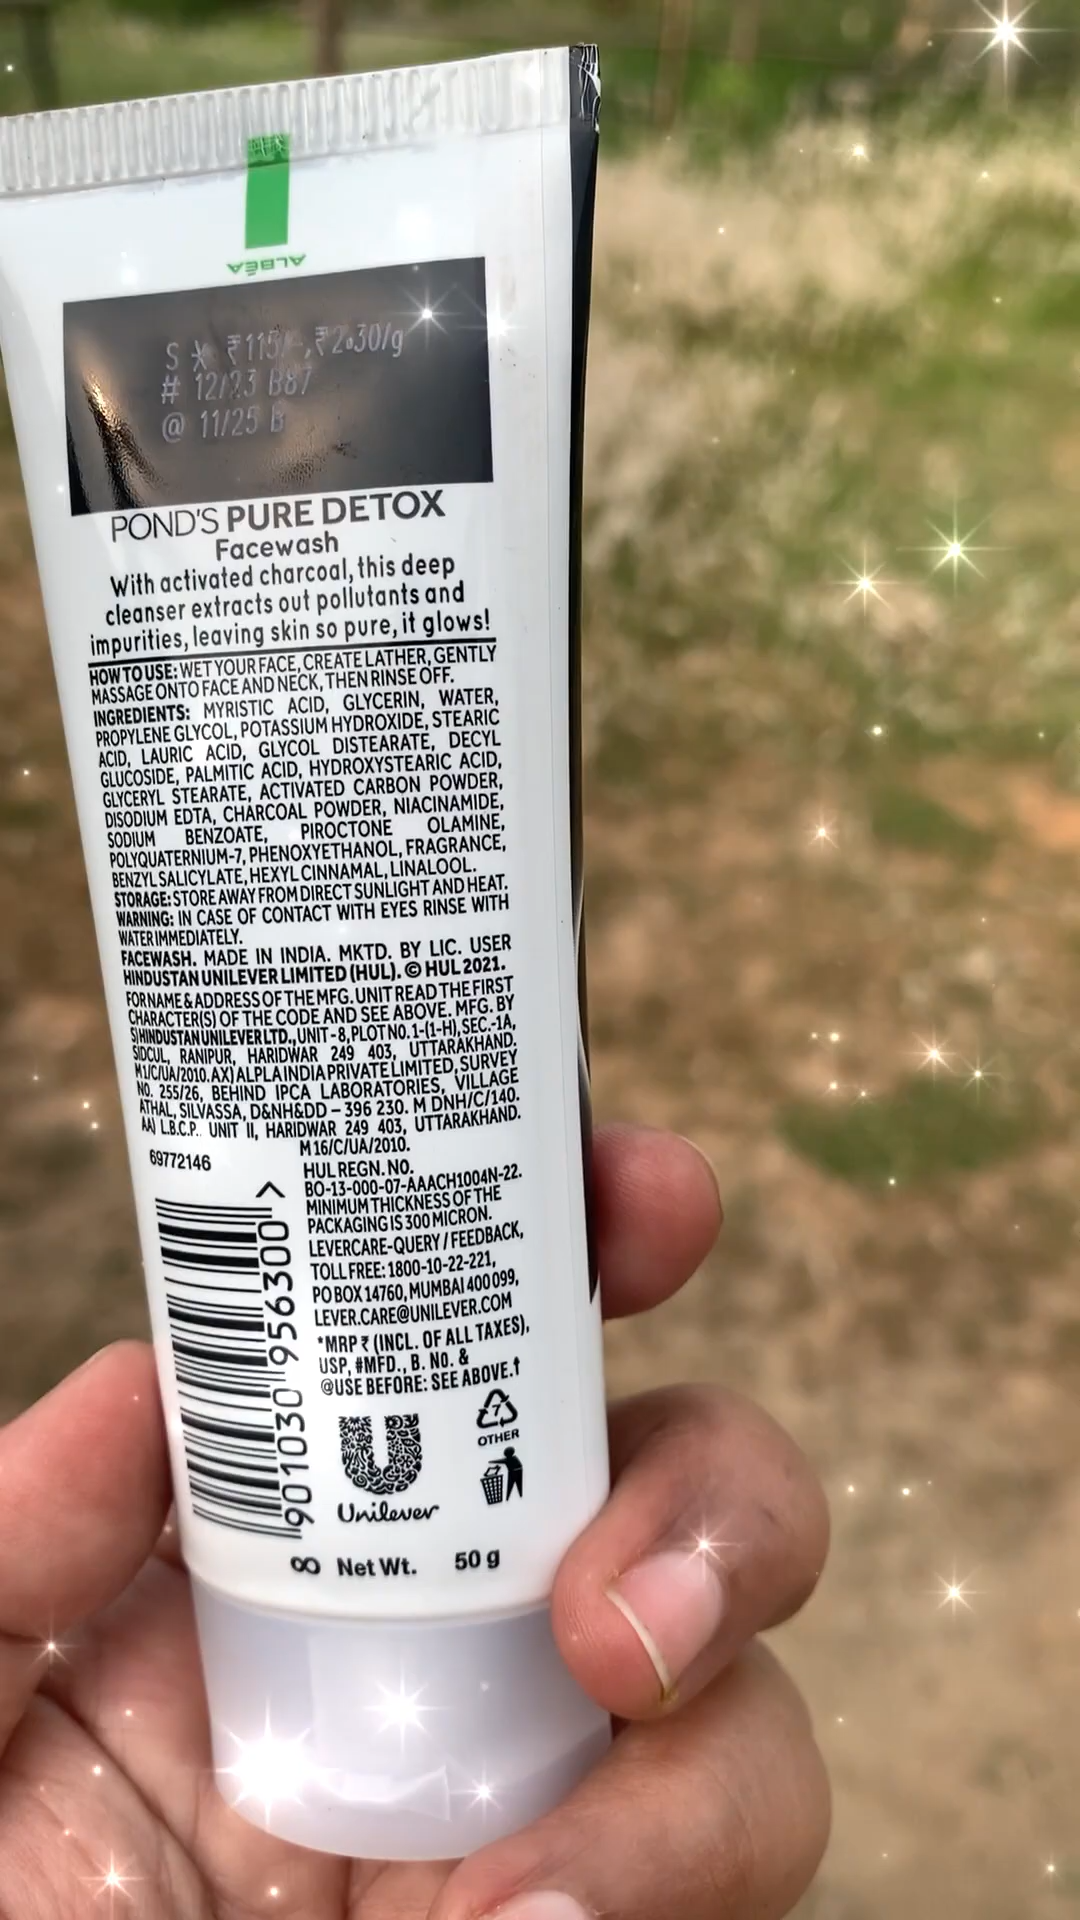 ALBÉA
S * ₹115/-,₹2.30/g
# 12/23 B87
@ 11/25 B
POND'S PURE DETOX
Facewash
With activated charcoal, this deep
cleanser extracts out pollutants and
impurities, leaving skin so pure, it glows!
HOW TO USE: WET YOUR FACE, CREATE LATHER, GENTLY
MASSAGE ONTO FACE AND NECK, THEN RINSE OFF.
INGREDIENTS: MYRISTIC ACID, GLYCERIN, WATER,
PROPYLENE GLYCOL, POTASSIUM HYDROXIDE, STEARIC
ACID, LAURIC ACID, GLYCOL DISTEARATE, DECYL
GLUCOSIDE, PALMITIC ACID, HYDROXYSTEARIC ACID,
GLYCERYL STEARATE, ACTIVATED CARBON POWDER,
DISODIUM EDTA, CHARCOAL POWDER, NIACINAMIDE,
SODIUM BENZOATE, PIROCTONE OLAMINE,
POLYQUATERNIUM-7, PHENOXYETHANOL, FRAGRANCE,
BENZYL SALICYLATE, HEXYL CINNAMAL, LINALOOL.
STORAGE: STORE AWAY FROM DIRECT SUNLIGHT AND HEAT.
WARNING: IN CASE OF CONTACT WITH EYES RINSE WITH
WATER IMMEDIATELY.
FACEWASH. MADE IN INDIA. MKTD. BY LIC. USER
HINDUSTAN UNILEVER LIMITED (HUL). © HUL 2021.
FOR NAME & ADDRESS OF THE MFG. UNIT READ THE FIRST
CHARACTER(S) OF THE CODE AND SEE ABOVE. MFG. BY
S) HINDUSTAN UNILEVER LTD., UNIT-8, PLOT NO. 1-(1-H), SEC.-1A,
SIDCUL, RANIPUR, HARIDWAR 249 403, UTTARAKHAND.
M1/C/UA/2010. AX) ALPLA INDIA PRIVATE LIMITED, SURVEY
NO. 255/26, BEHIND IPCA LABORATORIES, VILLAGE
ATHAL, SILVASSA, D&NH&DD – 396 230. M DNH/C/140.
AA) L.B.C.P. UNIT II, HARIDWAR 249 403, UTTARAKHAND.
M 16/C/UA/2010.
69772146
HUL REGN. NO.
BO-13-000-07-AAACH1004N-22.
MINIMUM THICKNESS OF THE
PACKAGING IS 300 MICRON.
LEVERCARE-QUERY / FEEDBACK,
TOLL FREE: 1800-10-22-221,
PO BOX 14760, MUMBAI 400 099,
LEVER.CARE@UNILEVER.COM
*MRP ₹ (INCL. OF ALL TAXES),
USP, #MFD., B. NO. &
@USE BEFORE: SEE ABOVE.↑
8 901030 956300 >
7
OTHER
Unilever
Net Wt. 50 g